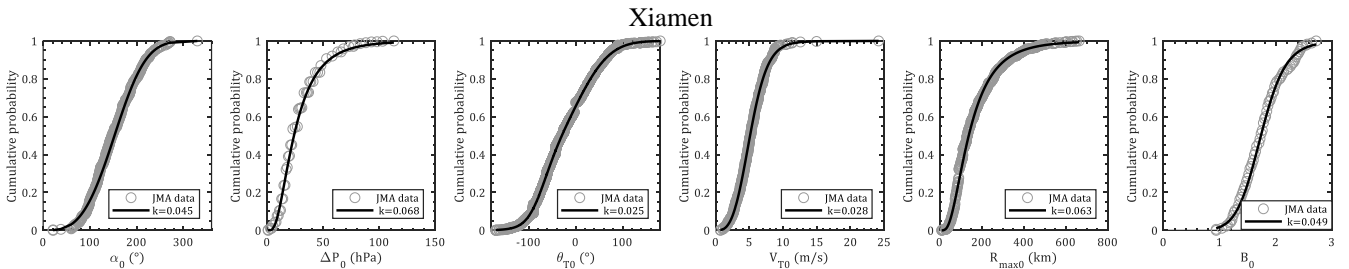 Xiamen
Cumulative probability
1
0.8
0.6
0.4
0.2
0
0 100 200 300
α0 (°)
JMA data
k=0.045
Cumulative probability
1
0.8
0.6
0.4
0.2
0
0 50 100 150
ΔP0 (hPa)
JMA data
k=0.068
Cumulative probability
1
0.8
0.6
0.4
0.2
0
-100 0 100
θT0 (°)
JMA data
k=0.025
Cumulative probability
1
0.8
0.6
0.4
0.2
0
0 5 10 15 20 25
VT0 (m/s)
JMA data
k=0.028
Cumulative probability
1
0.8
0.6
0.4
0.2
0
0 200 400 600 800
Rmax0 (km)
JMA data
k=0.063
Cumulative probability
1
0.8
0.6
0.4
0.2
0
0 1 2 3
B0
JMA data
k=0.049